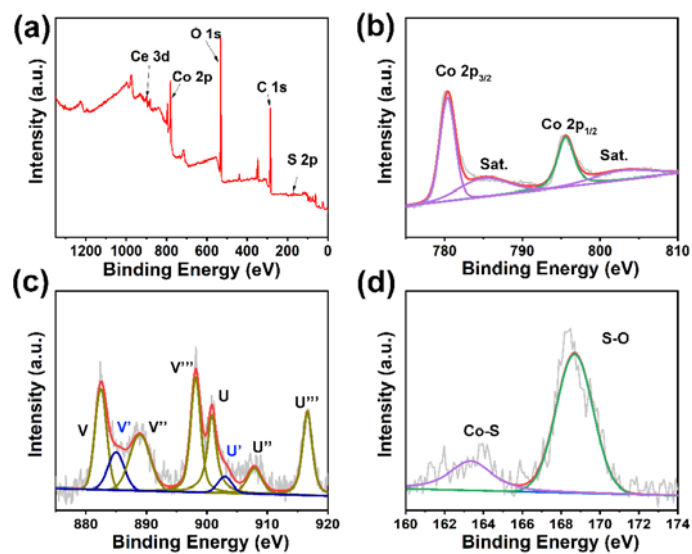 (a)
O 1s
Ce 3d
Co 2p
C 1s
S 2p
Intensity (a.u.)
1200 1000 800 600 400 200 0
Binding Energy (eV)
(b)
Co 2p3/2
Co 2p1/2
Sat.
Sat.
Intensity (a.u.)
780 790 800 810
Binding Energy (eV)
(c)
V'''
U
U'''
V
V'
V''
U'
U''
Intensity (a.u.)
880 890 900 910 920
Binding Energy (eV)
(d)
S-O
Co-S
Intensity (a.u.)
160 162 164 166 168 170 172 174
Binding Energy (eV)